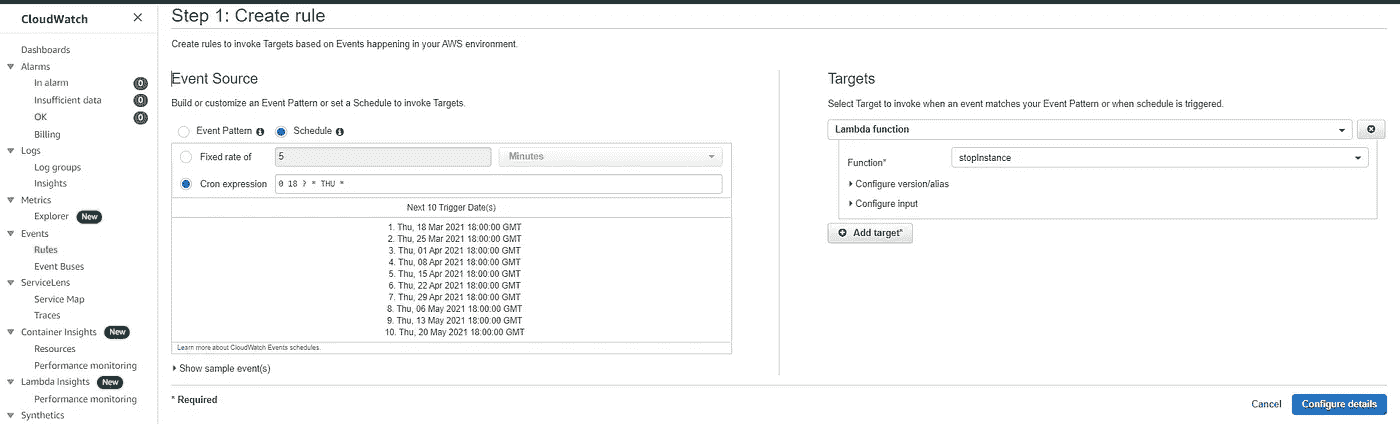 CloudWatch
Dashboards
Alarms
In alarm 0
Insufficient data 0
OK 0
Billing
Logs
Log groups
Insights
Metrics
Explorer New
Events
Rules
Event Buses
ServiceLens
Service Map
Traces
Container Insights New
Resources
Performance monitoring
Lambda Insights New
Performance monitoring
Synthetics
Step 1: Create rule
Create rules to invoke Targets based on Events happening in your AWS environment.
Event Source
Build or customize an Event Pattern or set a Schedule to invoke Targets.
Event Pattern Schedule
Fixed rate of 5 Minutes
Cron expression 0 18 ? * THU *
Next 10 Trigger Date(s)
1. Thu, 18 Mar 2021 18:00:00 GMT
2. Thu, 25 Mar 2021 18:00:00 GMT
3. Thu, 01 Apr 2021 18:00:00 GMT
4. Thu, 08 Apr 2021 18:00:00 GMT
5. Thu, 15 Apr 2021 18:00:00 GMT
6. Thu, 22 Apr 2021 18:00:00 GMT
7. Thu, 29 Apr 2021 18:00:00 GMT
8. Thu, 06 May 2021 18:00:00 GMT
9. Thu, 13 May 2021 18:00:00 GMT
10. Thu, 20 May 2021 18:00:00 GMT
Learn more about CloudWatch Events schedules.
Show sample event(s)
* Required
Targets
Select Target to invoke when an event matches your Event Pattern or when schedule is triggered.
Lambda function
Function* stopInstance
Configure version/alias
Configure input
Add target*
Cancel Configure details